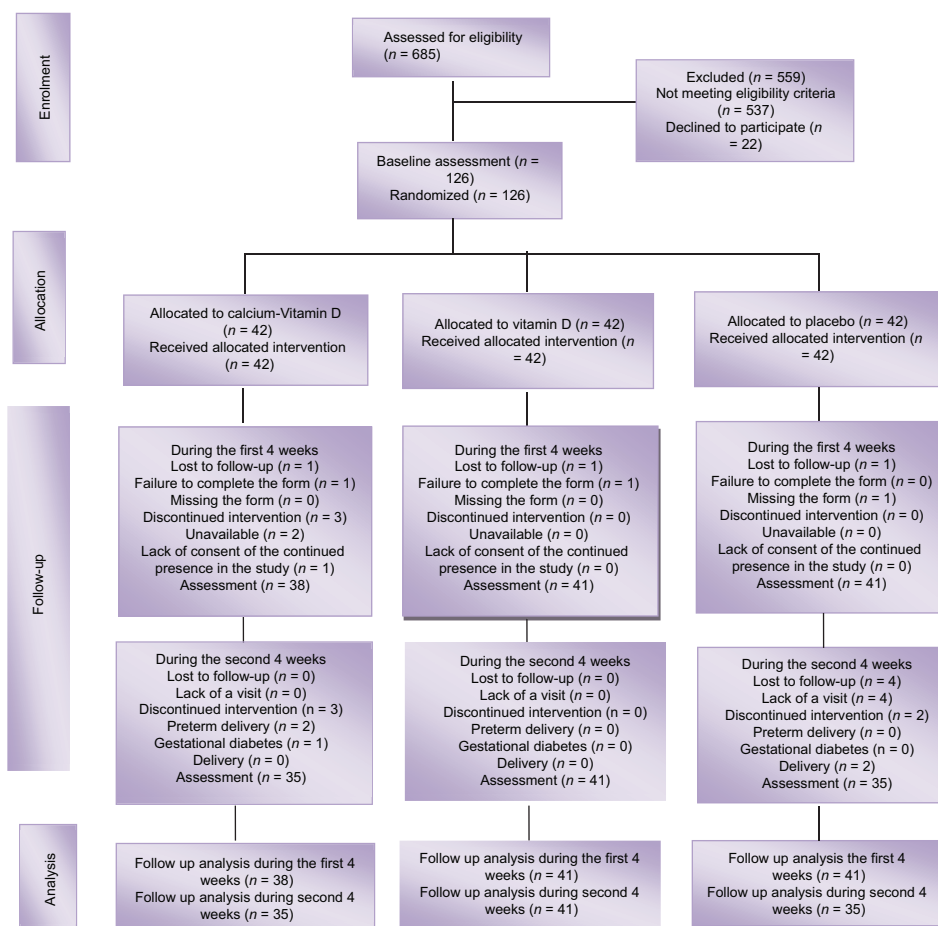 Enrolment
Assessed for eligibility
(n = 685)
Excluded (n = 559)
Not meeting eligibility criteria
(n = 537)
Declined to participate (n
= 22)
Baseline assessment (n =
126)
Randomized (n = 126)
Allocation
Allocated to calcium-Vitamin D
(n = 42)
Received allocated intervention
(n = 42)
Allocated to vitamin D (n = 42)
Received allocated intervention (n
= 42)
Allocated to placebo (n = 42)
Received allocated intervention (n
= 42)
Follow-up
During the first 4 weeks
Lost to follow-up (n = 1)
Failure to complete the form (n = 1)
Missing the form (n = 0)
Discontinued intervention (n = 3)
Unavailable (n = 2)
Lack of consent of the continued
presence in the study (n = 1)
Assessment (n = 38)
During the first 4 weeks
Lost to follow-up (n = 1)
Failure to complete the form (n = 1)
Missing the form (n = 0)
Discontinued intervention (n = 0)
Unavailable (n = 0)
Lack of consent of the continued
presence in the study (n = 0)
Assessment (n = 41)
During the first 4 weeks
Lost to follow-up (n = 1)
Failure to complete the form (n = 0)
Missing the form (n = 1)
Discontinued intervention (n = 0)
Unavailable (n = 0)
Lack of consent of the continued
presence in the study (n = 0)
Assessment (n = 41)
During the second 4 weeks
Lost to follow-up (n = 0)
Lack of a visit (n = 0)
Discontinued intervention (n = 3)
Preterm delivery (n = 2)
Gestational diabetes (n = 1)
Delivery (n = 0)
Assessment (n = 35)
During the second 4 weeks
Lost to follow-up (n = 0)
Lack of a visit (n = 0)
Discontinued intervention (n = 0)
Preterm delivery (n = 0)
Gestational diabetes (n = 0)
Delivery (n = 0)
Assessment (n = 41)
During the second 4 weeks
Lost to follow-up (n = 4)
Lack of a visit (n = 4)
Discontinued intervention (n = 2)
Preterm delivery (n = 0)
Gestational diabetes (n = 0)
Delivery (n = 2)
Assessment (n = 35)
Analysis
Follow up analysis during the first 4
weeks (n = 38)
Follow up analysis during second 4
weeks (n = 35)
Follow up analysis during the first 4
weeks (n = 41)
Follow up analysis during second 4
weeks (n = 41)
Follow up analysis the first 4
weeks (n = 41)
Follow up analysis during second 4
weeks (n = 35)